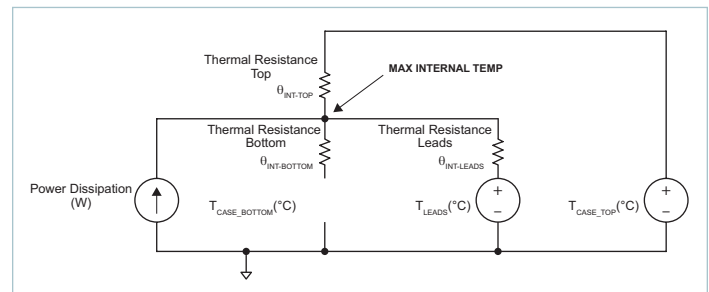 Thermal Resistance
Top
θINT-TOP
MAX INTERNAL TEMP
Thermal Resistance
Bottom
θINT-BOTTOM
Thermal Resistance
Leads
θINT-LEADS
Power Dissipation
(W)
TCASE_BOTTOM(°C)
TLEADS(°C)
+
–
TCASE_TOP(°C)
+
–